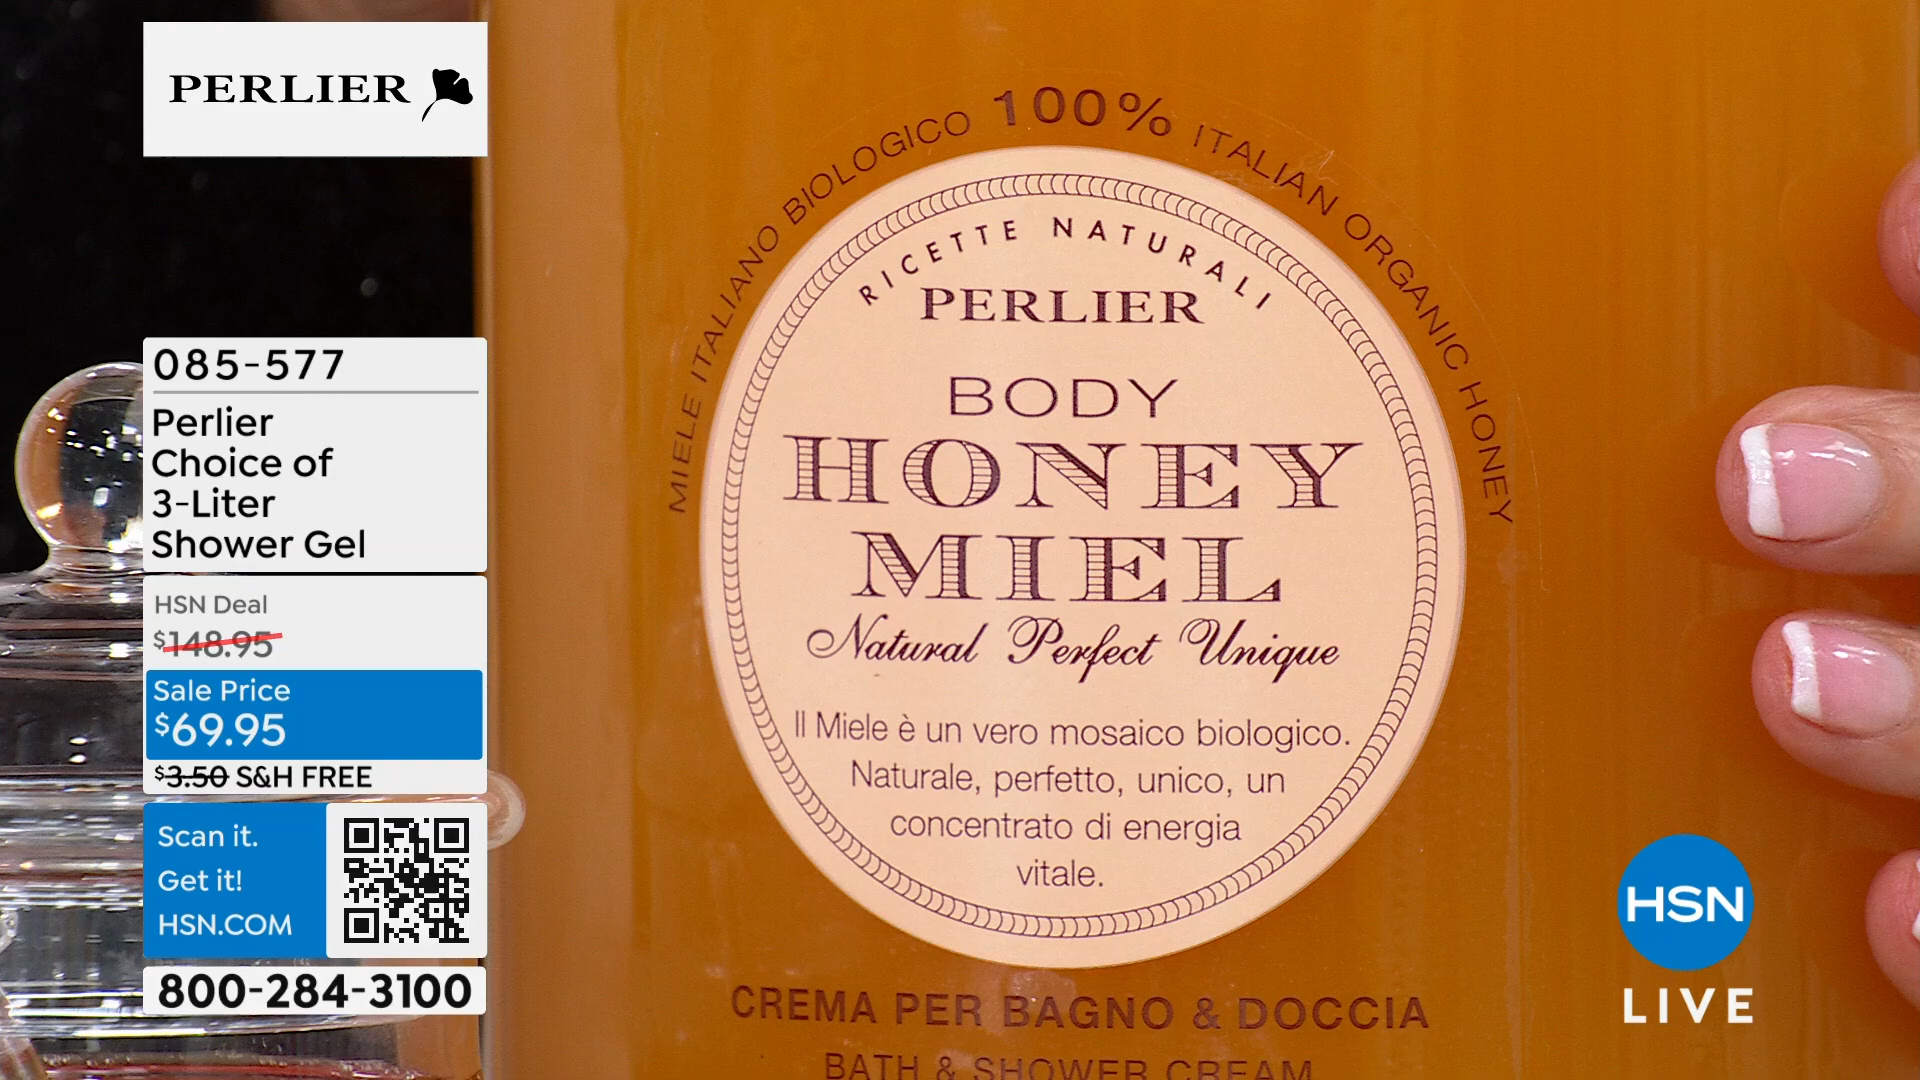 PERLIER
085-577
Perlier
Choice of
3-Liter
Shower Gel
HSN Deal
$148.95
Sale Price
$69.95
$3.50 S&H FREE
Scan it.
Get it!
HSN.COM
800-284-3100
MIELE ITALIANO BIOLOGICO 100% ITALIAN ORGANIC HONEY
RICETTE NATURALI
PERLIER
BODY
HONEY
MIEL
Natural Perfect Unique
Il Miele è un vero mosaico biologico.
Naturale, perfetto, unico, un
concentrato di energia
vitale.
CREMA PER BAGNO & DOCCIA
BATH & SHOWER CREAM
HSN
LIVE